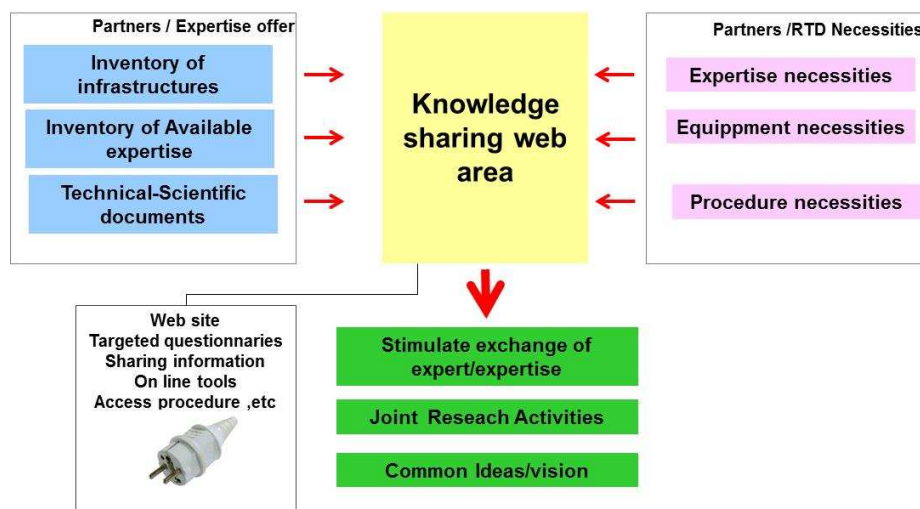 Partners / Expertise offer
Inventory of
infrastructures
Inventory of Available
expertise
Technical-Scientific
documents
Knowledge
sharing web
area
Partners /RTD Necessities
Expertise necessities
Equippment necessities
Procedure necessities
Web site
Targeted questionnaries
Sharing information
On line tools
Access procedure ,etc
Stimulate exchange of
expert/expertise
Joint Reseach Activities
Common Ideas/vision